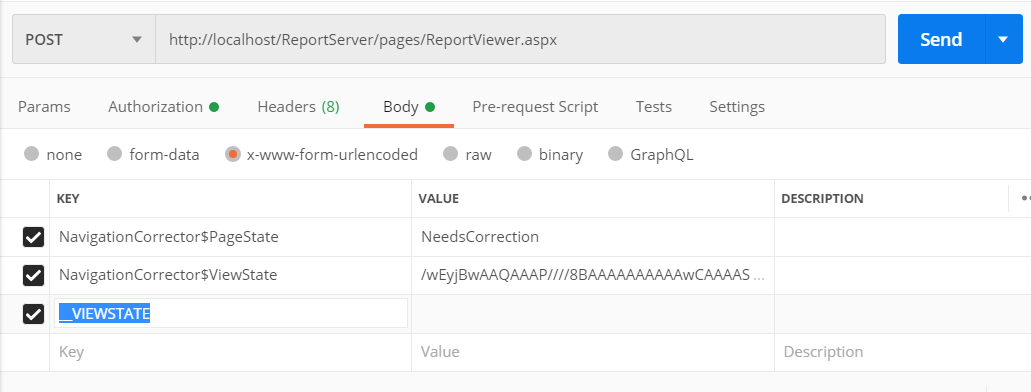 POST http://localhost/ReportServer/pages/ReportViewer.aspx Send
Params Authorization Headers (8) Body Pre-request Script Tests Settings
none form-data x-www-form-urlencoded raw binary GraphQL
KEY VALUE DESCRIPTION
NavigationCorrector$PageState NeedsCorrection
NavigationCorrector$ViewState /wEyjBwAAQAAAP////8BAAAAAAAAAAwCAAAAS ...
__VIEWSTATE
Key Value Description